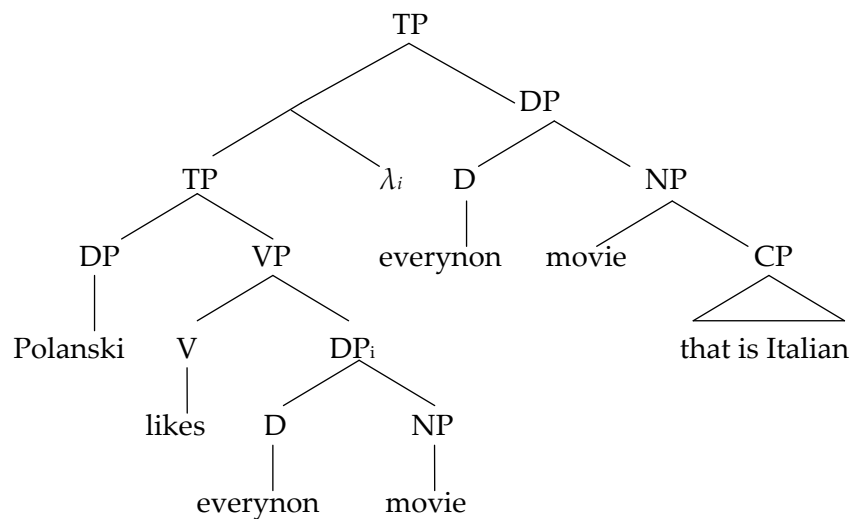 TP
DP
TP λi D NP
DP VP everynon movie CP
Polanski V DPi that is Italian
likes D NP
everynon movie